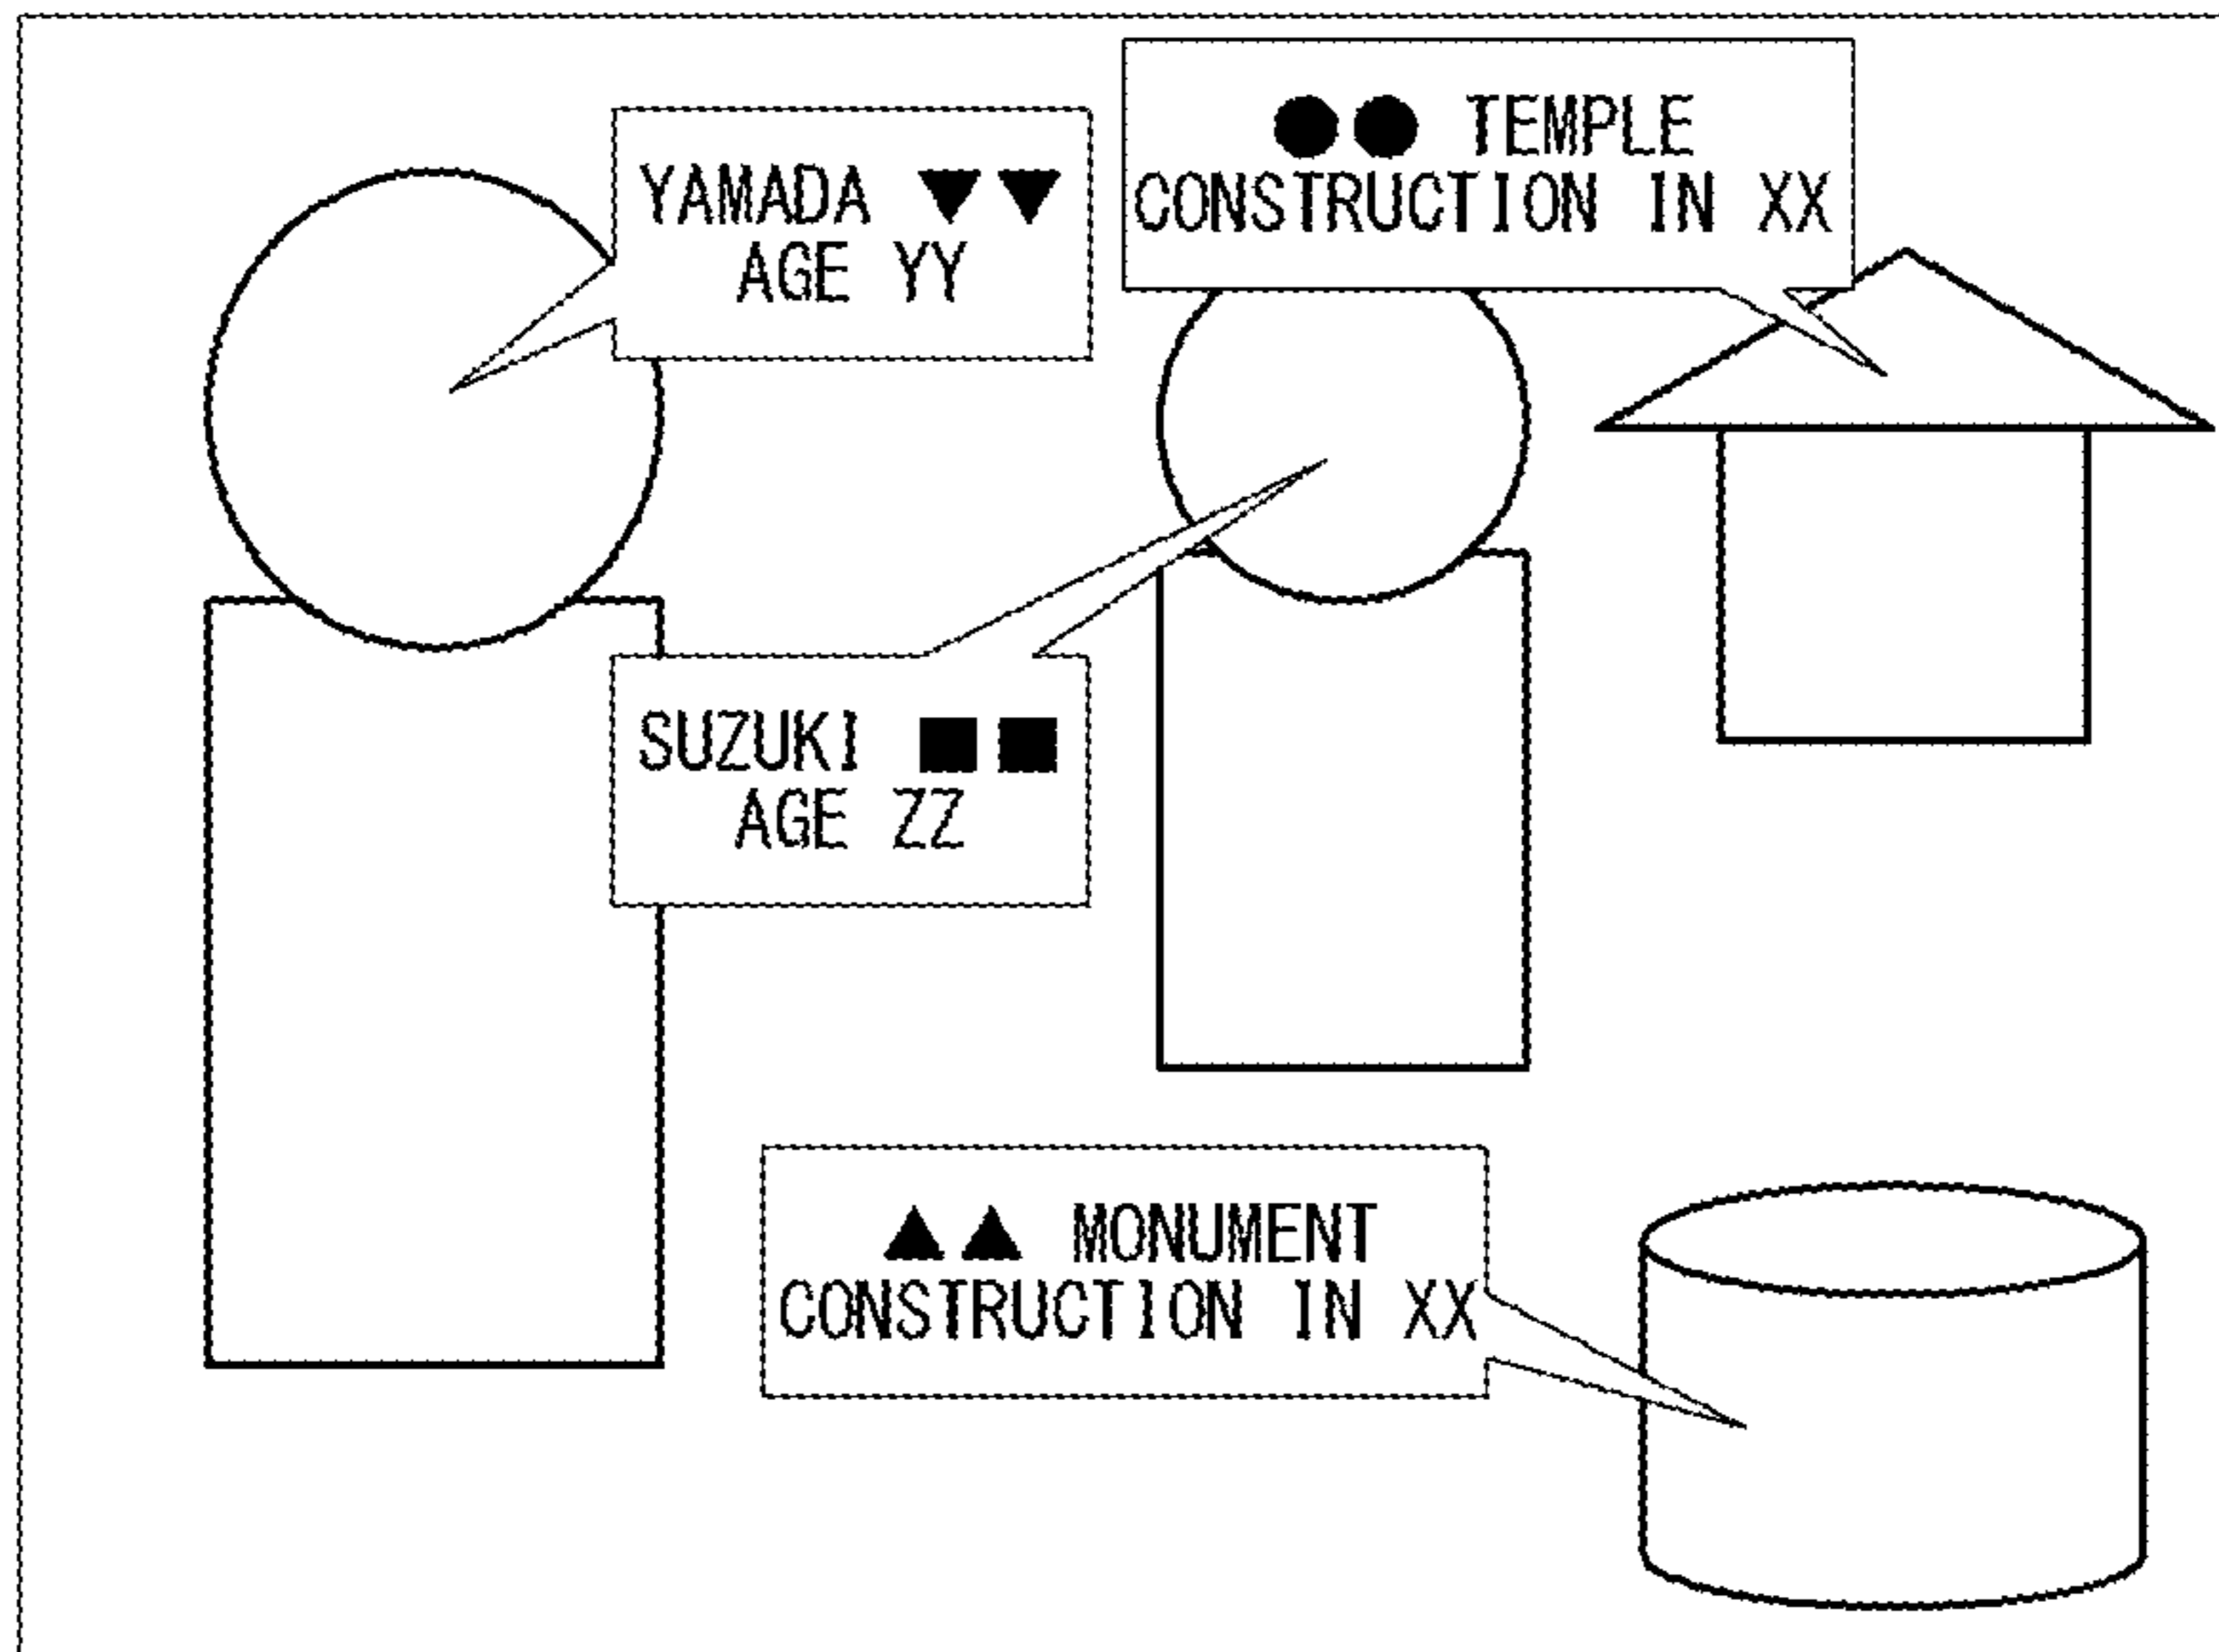 ●● TEMPLE
CONSTRUCTION IN XX
YAMADA ▼▼
AGE YY
SUZUKI ■■
AGE ZZ
▲▲ MONUMENT
CONSTRUCTION IN XX